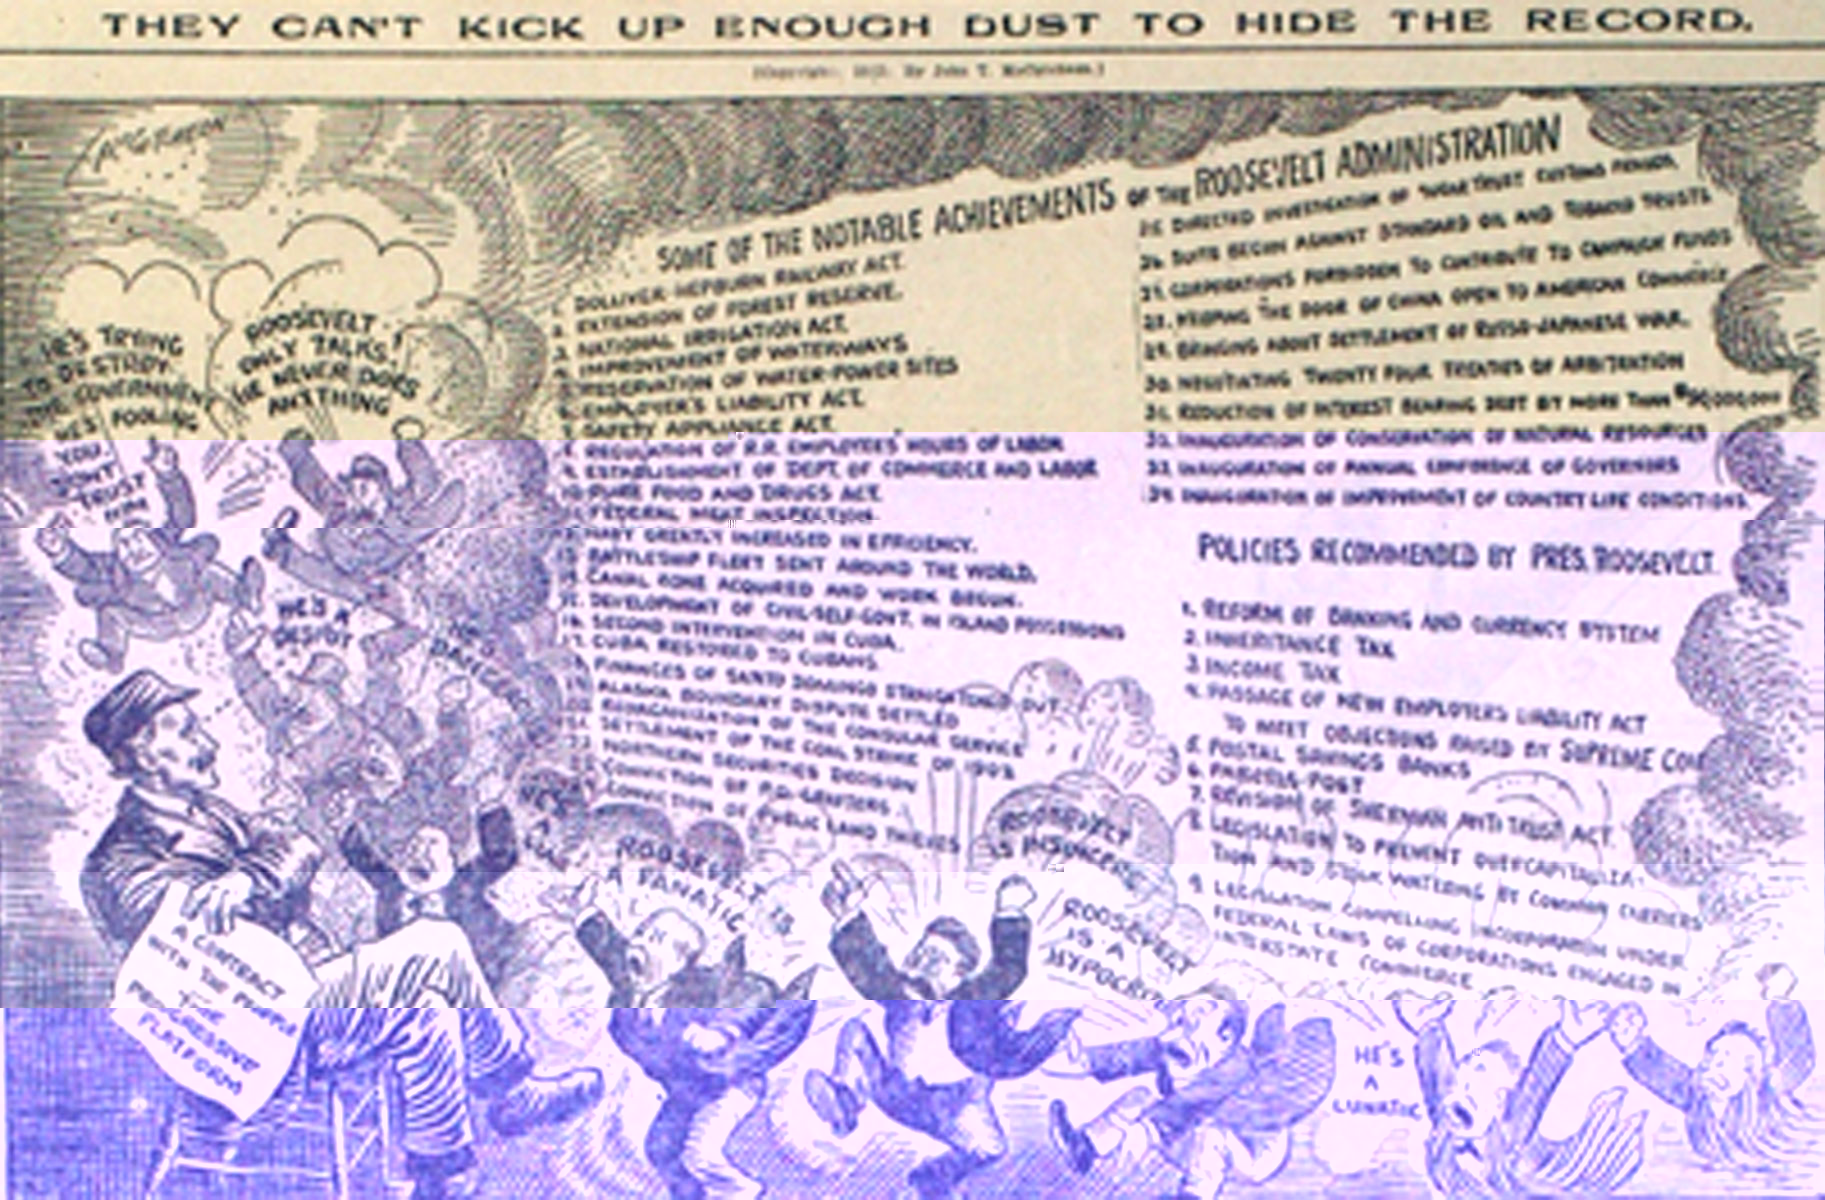 THEY CAN'T KICK UP ENOUGH DUST TO HIDE THE RECORD.
(Copyright: 1912: By John T. McCutcheon.)
McCUTCHEON
HE'S TRYING
TO DESTROY
THE GOVERNMENT
HE'S FOOLING
YOU.
DON'T
TRUST
HIM
ROOSEVELT
ONLY TALKS!
HE NEVER DOES
ANYTHING
HE'S A
DESPOT
SOME OF THE NOTABLE ACHIEVEMENTS OF THE ROOSEVELT ADMINISTRATION
1. DOLLIVER-HEPBURN RAILWAY ACT.
2. EXTENSION OF FOREST RESERVE.
3. NATIONAL IRRIGATION ACT.
4. IMPROVEMENT OF WATERWAYS
5. RESERVATION OF WATER-POWER SITES
6. EMPLOYER'S LIABILITY ACT.
7. SAFETY APPLIANCE ACT.
8. REGULATION OF R.R. EMPLOYEES' HOURS OF LABOR
9. ESTABLISHMENT OF DEPT. OF COMMERCE AND LABOR
10. PURE FOOD AND DRUGS ACT.
11. FEDERAL MEAT INSPECTION.
12. NAVY GREATLY INCREASED IN EFFICIENCY.
13. BATTLESHIP FLEET SENT AROUND THE WORLD.
14. CANAL ZONE ACQUIRED AND WORK BEGUN.
15. DEVELOPMENT OF CIVIL-SELF-GOVT. IN ISLAND POSSESSIONS
16. SECOND INTERVENTION IN CUBA.
17. CUBA RESTORED TO CUBANS
18. FINANCES OF SANTO DOMINGO STRAIGHTENED OUT.
19. ALASKA BOUNDARY DISPUTE SETTLED
20. REORGANIZATION OF THE CONSULAR SERVICE
21. SETTLEMENT OF THE COAL STRIKE OF 1902
22. NORTHERN SECURITIES DECISION
23. CONVICTION OF P.O. GRAFTERS
CONVICTION OF PUBLIC LAND THIEVES
25. DIRECTED INVESTIGATION OF SUGAR TRUST CUSTOMS FRAUDS.
26. SUITS BEGUN AGAINST STANDARD OIL AND TOBACCO TRUSTS
27. CORPORATIONS FORBIDDEN TO CONTRIBUTE TO CAMPAIGN FUNDS
28. KEEPING THE DOOR OF CHINA OPEN TO AMERICAN COMMERCE
29. BRINGING ABOUT SETTLEMENT OF RUSSO-JAPANESE WAR.
30. NEGOTIATING TWENTY FOUR TREATIES OF ARBITRATION
31. REDUCTION OF INTEREST BEARING DEBT BY MORE THAN $90,000,000
32. INAUGURATION OF CONSERVATION OF NATURAL RESOURCES
33. INAUGURATION OF ANNUAL CONFERENCE OF GOVERNORS
34. INAUGURATION OF IMPROVEMENT OF COUNTRY LIFE CONDITIONS.
POLICIES RECOMMENDED BY PRES. ROOSEVELT.
1. REFORM OF BANKING AND CURRENCY SYSTEM
2. INHERITANCE TAX
3. INCOME TAX
4. PASSAGE OF NEW EMPLOYERS LIABILITY ACT
TO MEET OBJECTIONS RAISED BY SUPREME COU
5. POSTAL SAVINGS BANKS
6. PARCELS-POST
7. REVISION OF SHERMAN ANTI TRUST ACT.
8. LEGISLATION TO PREVENT OVERCAPITALIZA-
TION AND STOCK WATERING BY COMMON CARRIERS
9. LEGISLATION COMPELLING INCORPORATION UNDER
FEDERAL LAWS OF CORPORATIONS ENGAGED IN
INTERSTATE COMMERCE
ROOSEVELT IS
A FANATIC
ROOSEVELT
IS INSINCERE
ROOSEVELT
IS A
HYPOCRITE
HE'S
A
LUNATIC
A CONTRACT
WITH THE PEOPLE
THE
PROGRESSIVE
PLATFORM